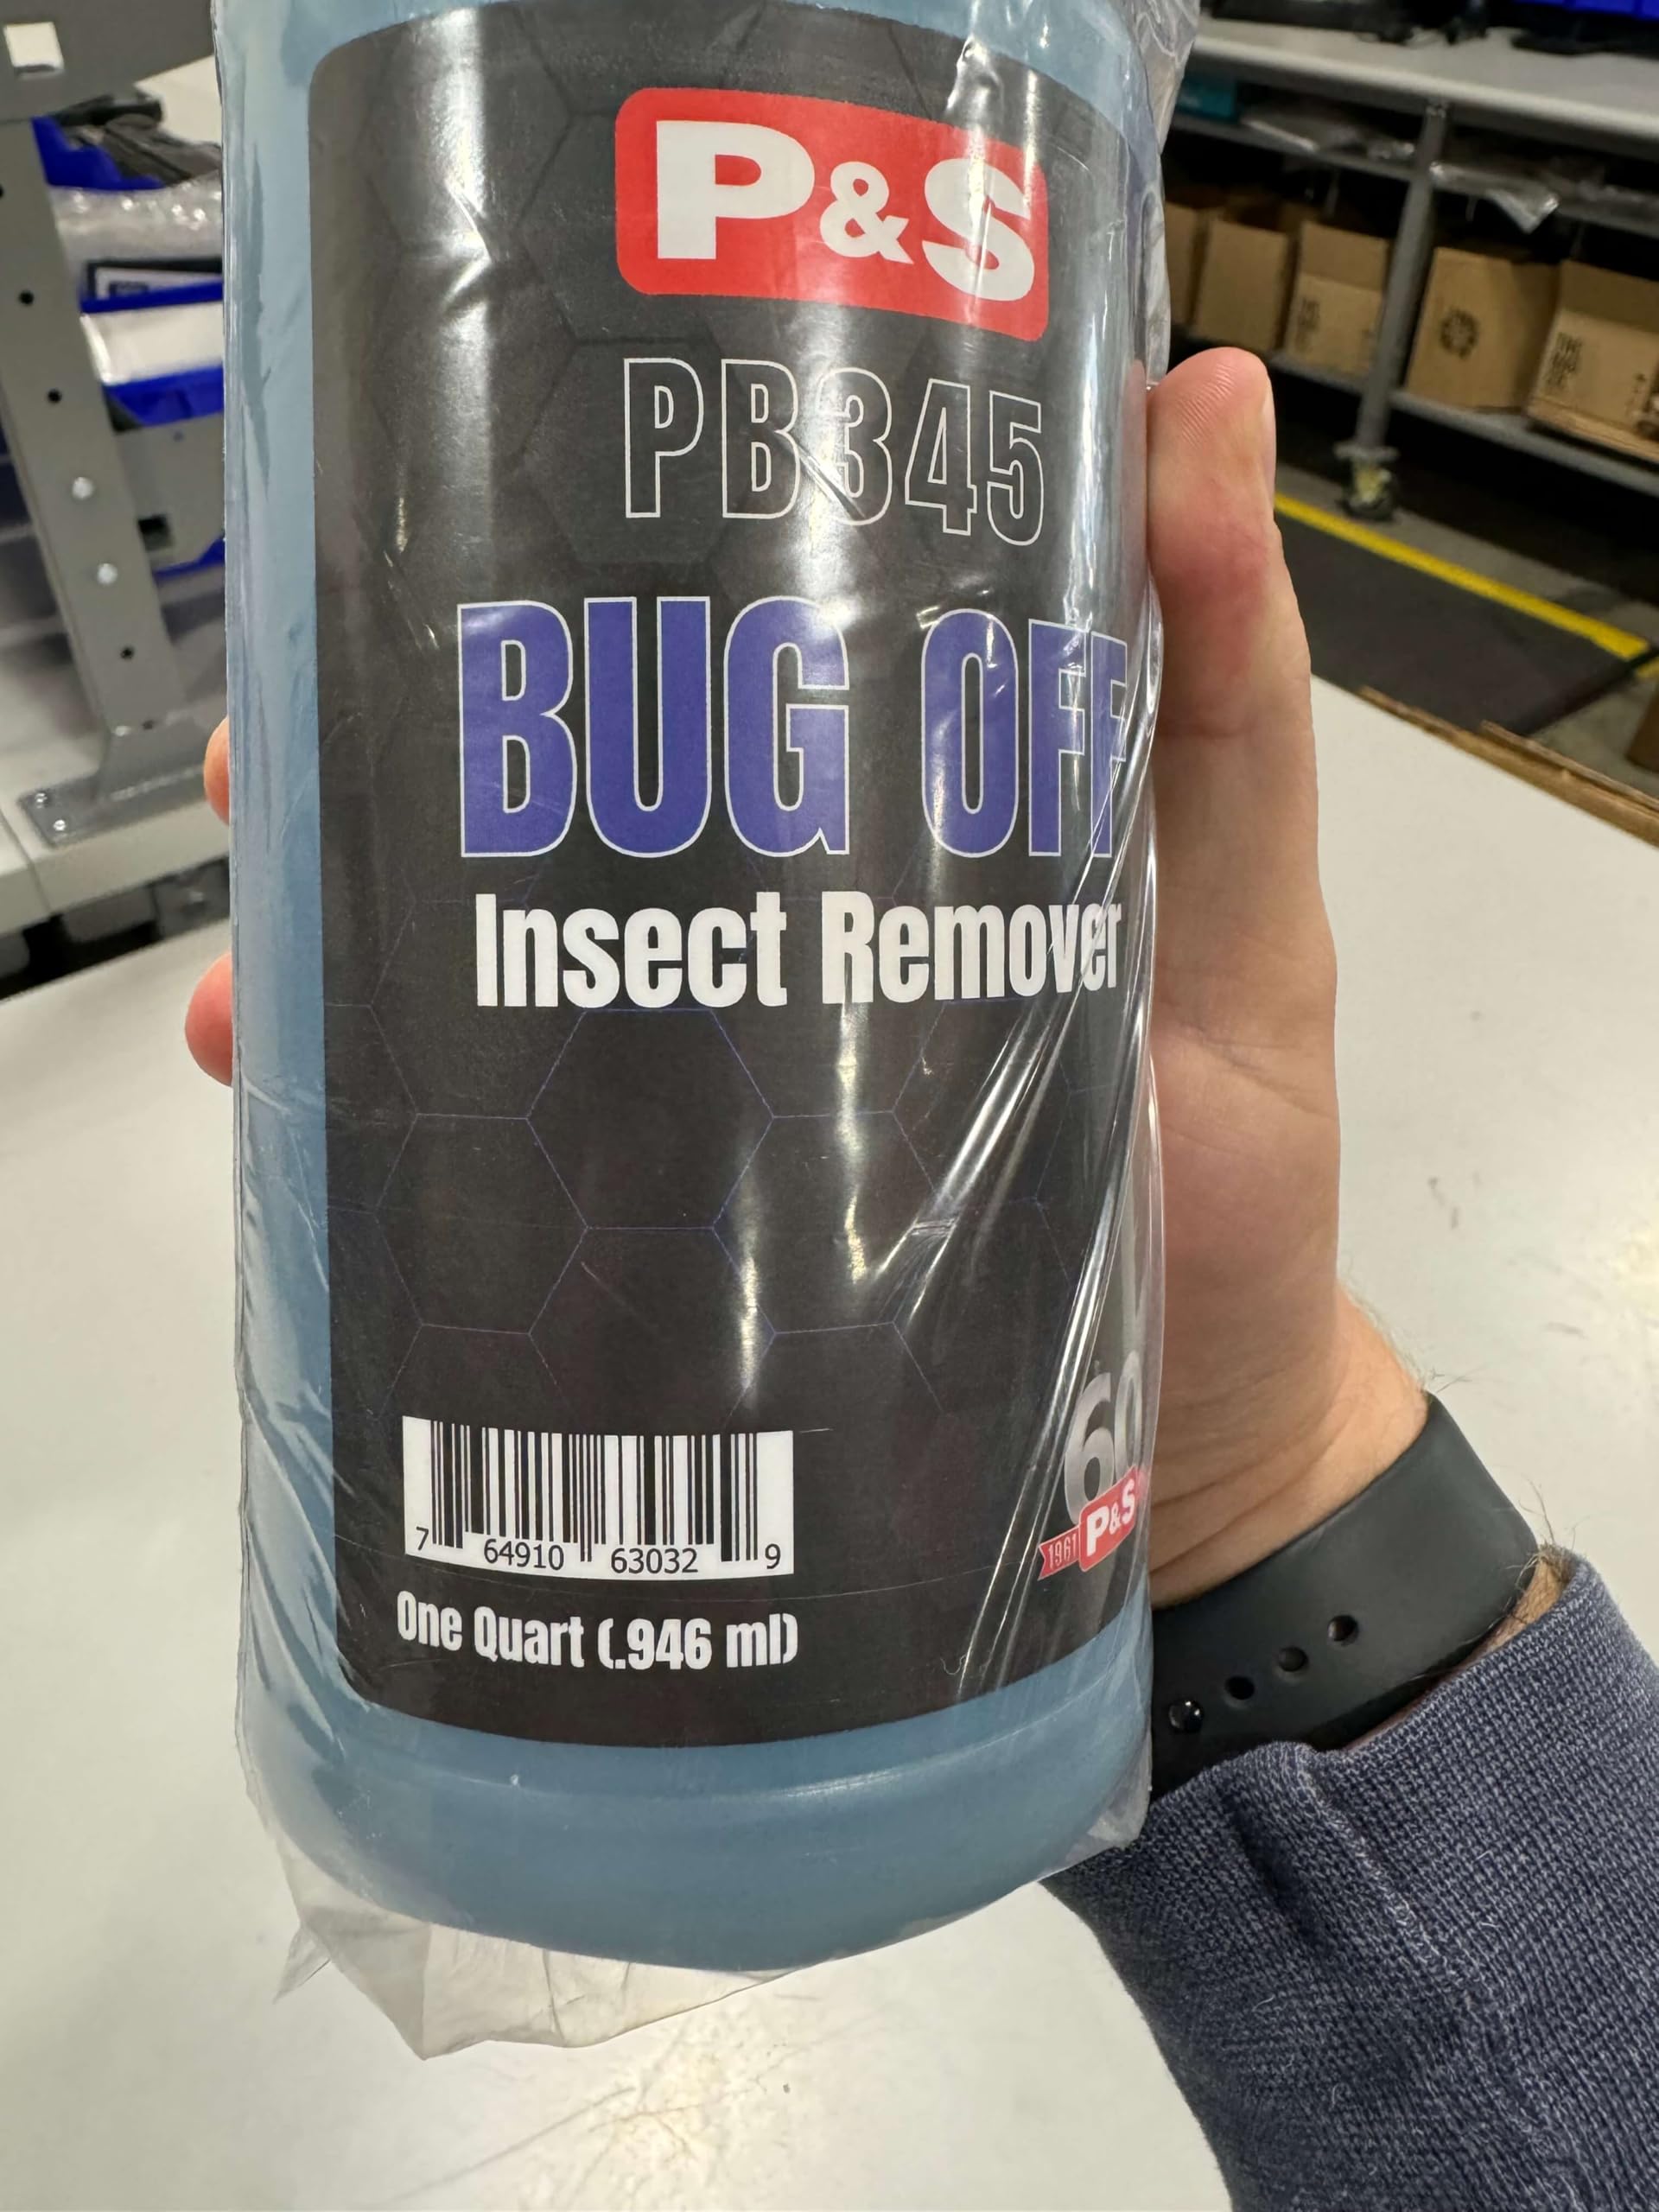 P&S
PB345
BUG OFF
Insect Remover
60
1961 P&S
7 64910 63032 9
One Quart (.946 ml)